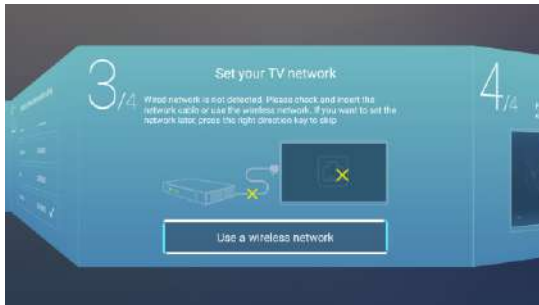 3/4
Set your TV network
Wired network is not detected. Please check and insert the
network cable or use the wireless network. If you want to set the
network later, press the right direction key to skip
Use a wireless network
4/4